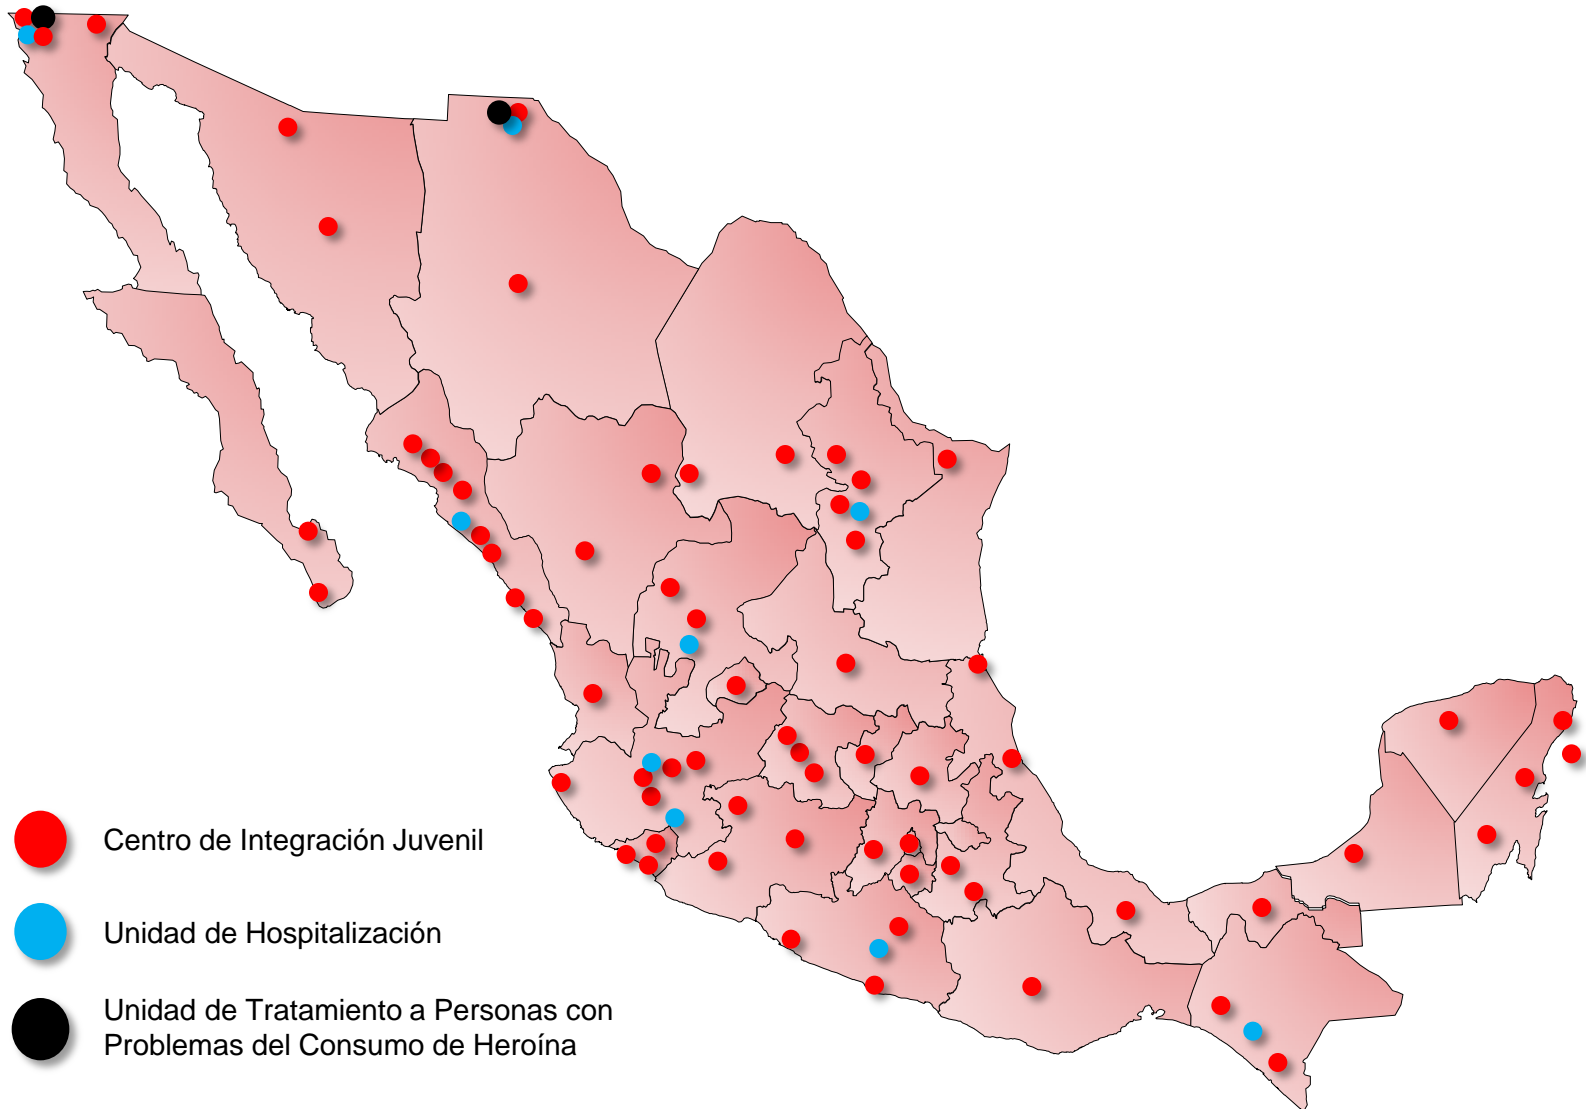 Centro de Integración Juvenil
Unidad de Hospitalización
Unidad de Tratamiento a Personas con
Problemas del Consumo de Heroína